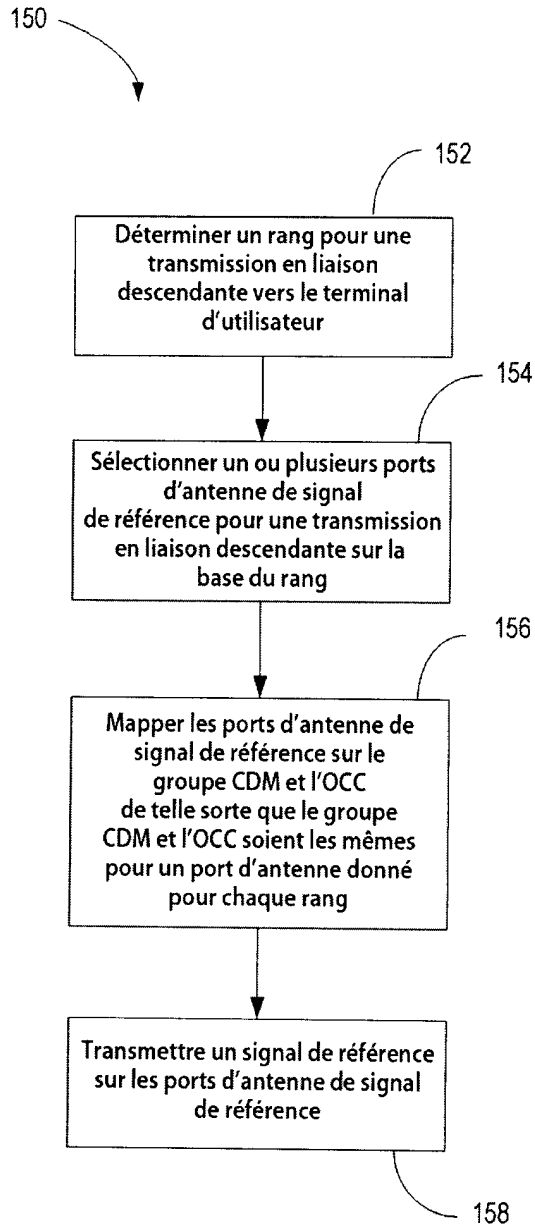 150
152
Déterminer un rang pour une
transmission en liaison
descendante vers le terminal
d'utilisateur
154
Sélectionner un ou plusieurs ports
d'antenne de signal
de référence pour une transmission
en liaison descendante sur la
base du rang
156
Mapper les ports d'antenne de
signal de référence sur le
groupe CDM et l'OCC
de telle sorte que le groupe
CDM et l'OCC soient les mêmes
pour un port d'antenne donné
pour chaque rang
Transmettre un signal de référence
sur les ports d'antenne de signal
de référence
158